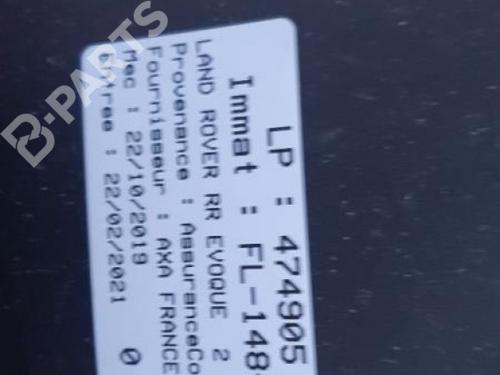 LP : 474905
Immat : FL-148
LAND ROVER RR EVOQUE 2
Provenance : AssuranceCo
Fournisseur : AXA FRANCE
Mec : 22/10/2019
Entree : 22/02/2021 0
B-PARTS